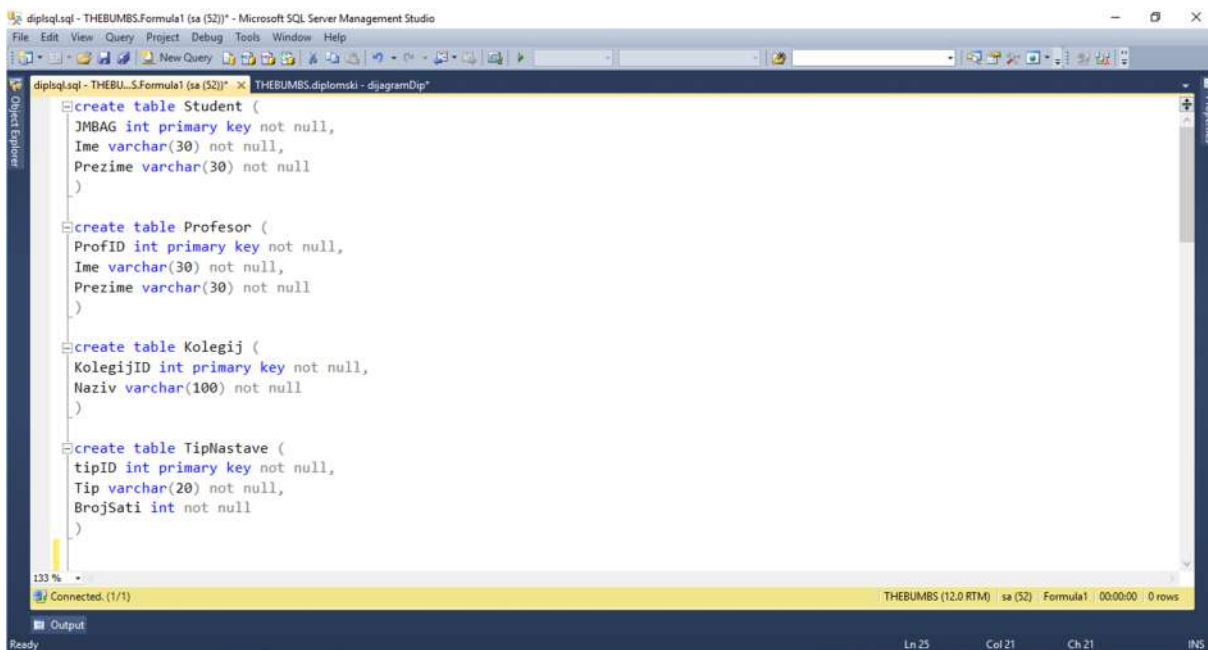 diplsql.sql - THEBUMBS.Formula1 (sa (52))* - Microsoft SQL Server Management Studio
File Edit View Query Project Debug Tools Window Help
New Query
diplsql.sql - THEBU...S.Formula1 (sa (52))* THEBUMBS.diplomski - dijagramDip*
Object Explorer
create table Student (
JMBAG int primary key not null,
Ime varchar(30) not null,
Prezime varchar(30) not null
)
create table Profesor (
ProfID int primary key not null,
Ime varchar(30) not null,
Prezime varchar(30) not null
)
create table Kolegij (
KolegijID int primary key not null,
Naziv varchar(100) not null
)
create table TipNastave (
tipID int primary key not null,
Tip varchar(20) not null,
BrojSati int not null
)
133 %
Connected. (1/1) THEBUMBS (12.0 RTM) sa (52) Formula1 00:00:00 0 rows
Output
Ready Ln 25 Col 21 Ch 21 INS